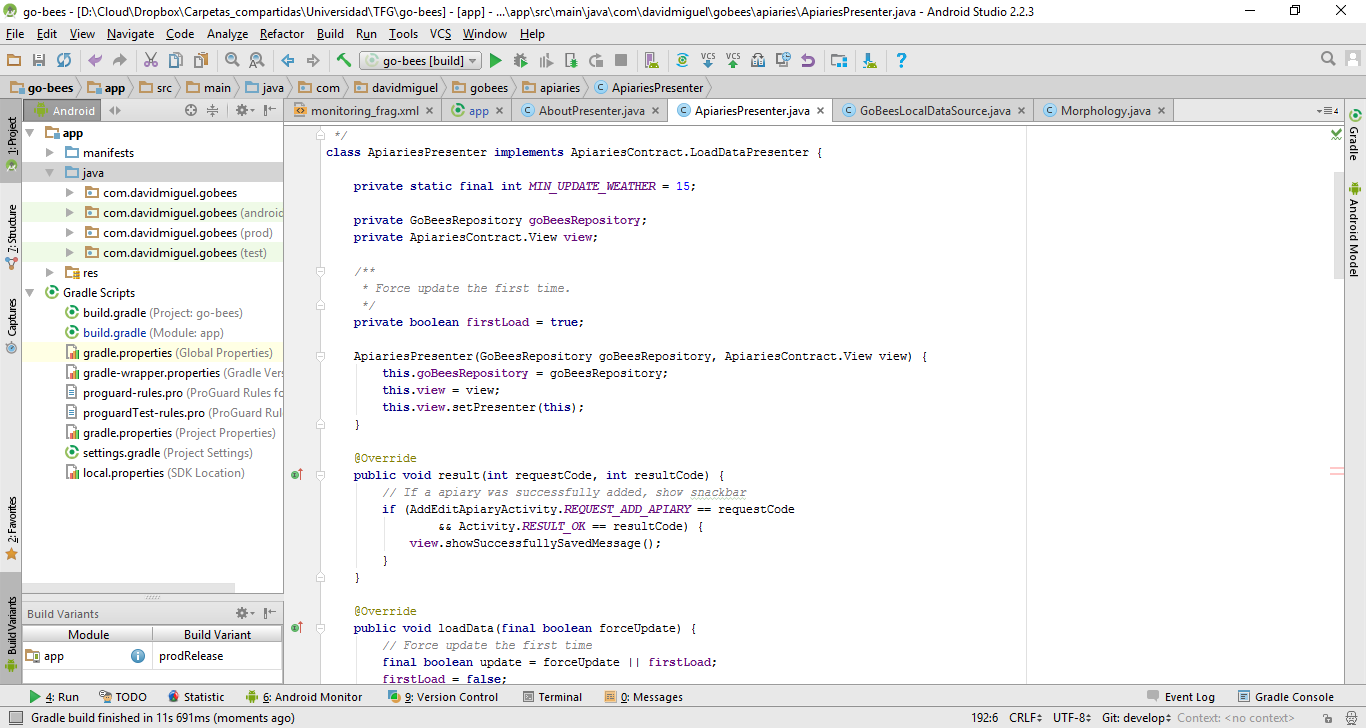 go-bees - [D:\Cloud\Dropbox\Carpetas_compartidas\Universidad\TFG\go-bees] - [app] - ...\app\src\main\java\com\davidmiguel\gobees\apiaries\ApiariesPresenter.java - Android Studio 2.2.3
File Edit View Navigate Code Analyze Refactor Build Run Tools VCS Window Help
go-bees [build] VCS VCS ?
go-bees app src main java com davidmiguel gobees apiaries ApiariesPresenter
Android
monitoring_frag.xml app AboutPresenter.java ApiariesPresenter.java GoBeesLocalDataSource.java Morphology.java 4
1: Project
7: Structure
Captures
2: Favorites
Build Variants
app
manifests
java
com.davidmiguel.gobees
com.davidmiguel.gobees (android
com.davidmiguel.gobees (prod)
com.davidmiguel.gobees (test)
res
Gradle Scripts
build.gradle (Project: go-bees)
build.gradle (Module: app)
gradle.properties (Global Properties)
gradle-wrapper.properties (Gradle Vers
proguard-rules.pro (ProGuard Rules fo
proguardTest-rules.pro (ProGuard Rul
gradle.properties (Project Properties)
settings.gradle (Project Settings)
local.properties (SDK Location)
Build Variants
Module Build Variant
app prodRelease
*/
class ApiariesPresenter implements ApiariesContract.LoadDataPresenter {
private static final int MIN_UPDATE_WEATHER = 15;
private GoBeesRepository goBeesRepository;
private ApiariesContract.View view;
/**
* Force update the first time.
*/
private boolean firstLoad = true;
ApiariesPresenter(GoBeesRepository goBeesRepository, ApiariesContract.View view) {
this.goBeesRepository = goBeesRepository;
this.view = view;
this.view.setPresenter(this);
}
@Override
public void result(int requestCode, int resultCode) {
// If a apiary was successfully added, show snackbar
if (AddEditApiaryActivity.REQUEST_ADD_APIARY == requestCode
&& Activity.RESULT_OK == resultCode) {
view.showSuccessfullySavedMessage();
}
}
@Override
public void loadData(final boolean forceUpdate) {
// Force update the first time
final boolean update = forceUpdate || firstLoad;
firstLoad = false;
Gradle
Android Model
4: Run TODO Statistic 6: Android Monitor 9: Version Control Terminal 0: Messages Event Log Gradle Console
Gradle build finished in 11s 691ms (moments ago) 192:6 CRLF UTF-8 Git: develop Context: <no context>